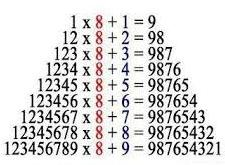 1 x 8 + 1 = 9
12 x 8 + 2 = 98
123 x 8 + 3 = 987
1234 x 8 + 4 = 9876
12345 x 8 + 5 = 98765
123456 x 8 + 6 = 987654
1234567 x 8 + 7 = 9876543
12345678 x 8 + 8 = 98765432
123456789 x 8 + 9 = 987654321